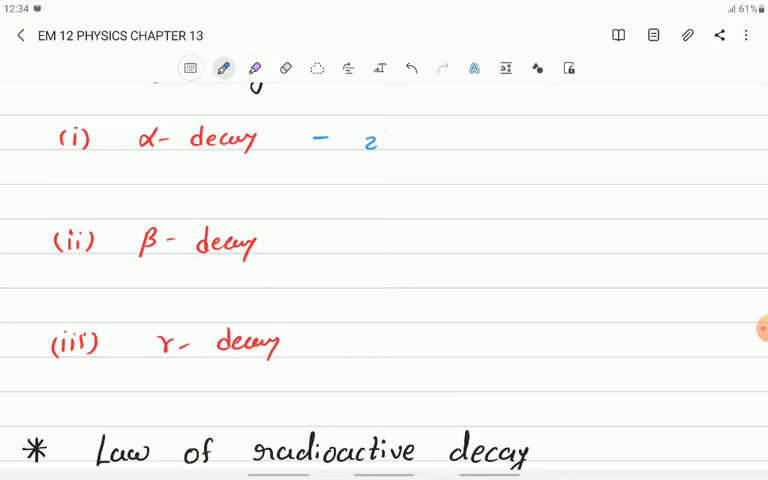 12:34 61%
EM 12 PHYSICS CHAPTER 13
(i) α- decay - 2
(ii) β - decay
(iii) γ- decay
* Law of radioactive decay